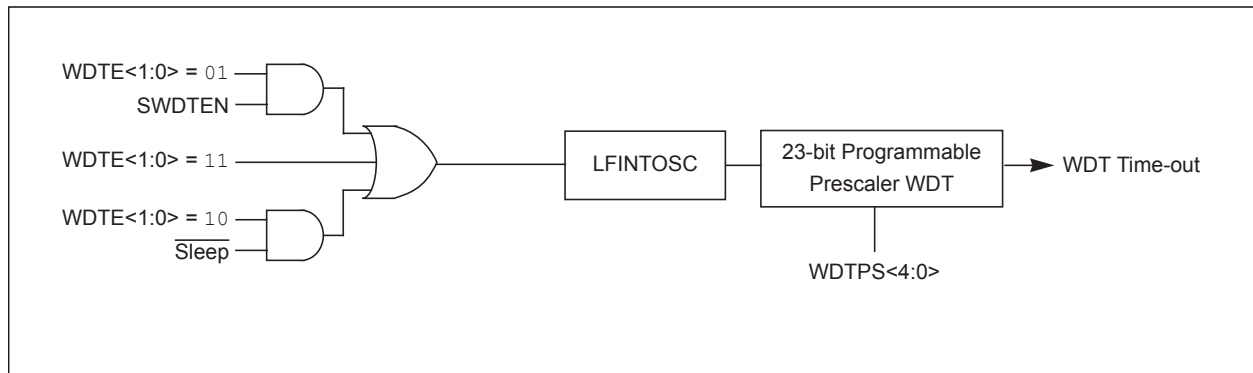 WDTE<1:0> = 01
SWDTEN
WDTE<1:0> = 11
WDTE<1:0> = 10
Sleep
LFINTOSC
23-bit Programmable
Prescaler WDT
WDT Time-out
WDTPS<4:0>